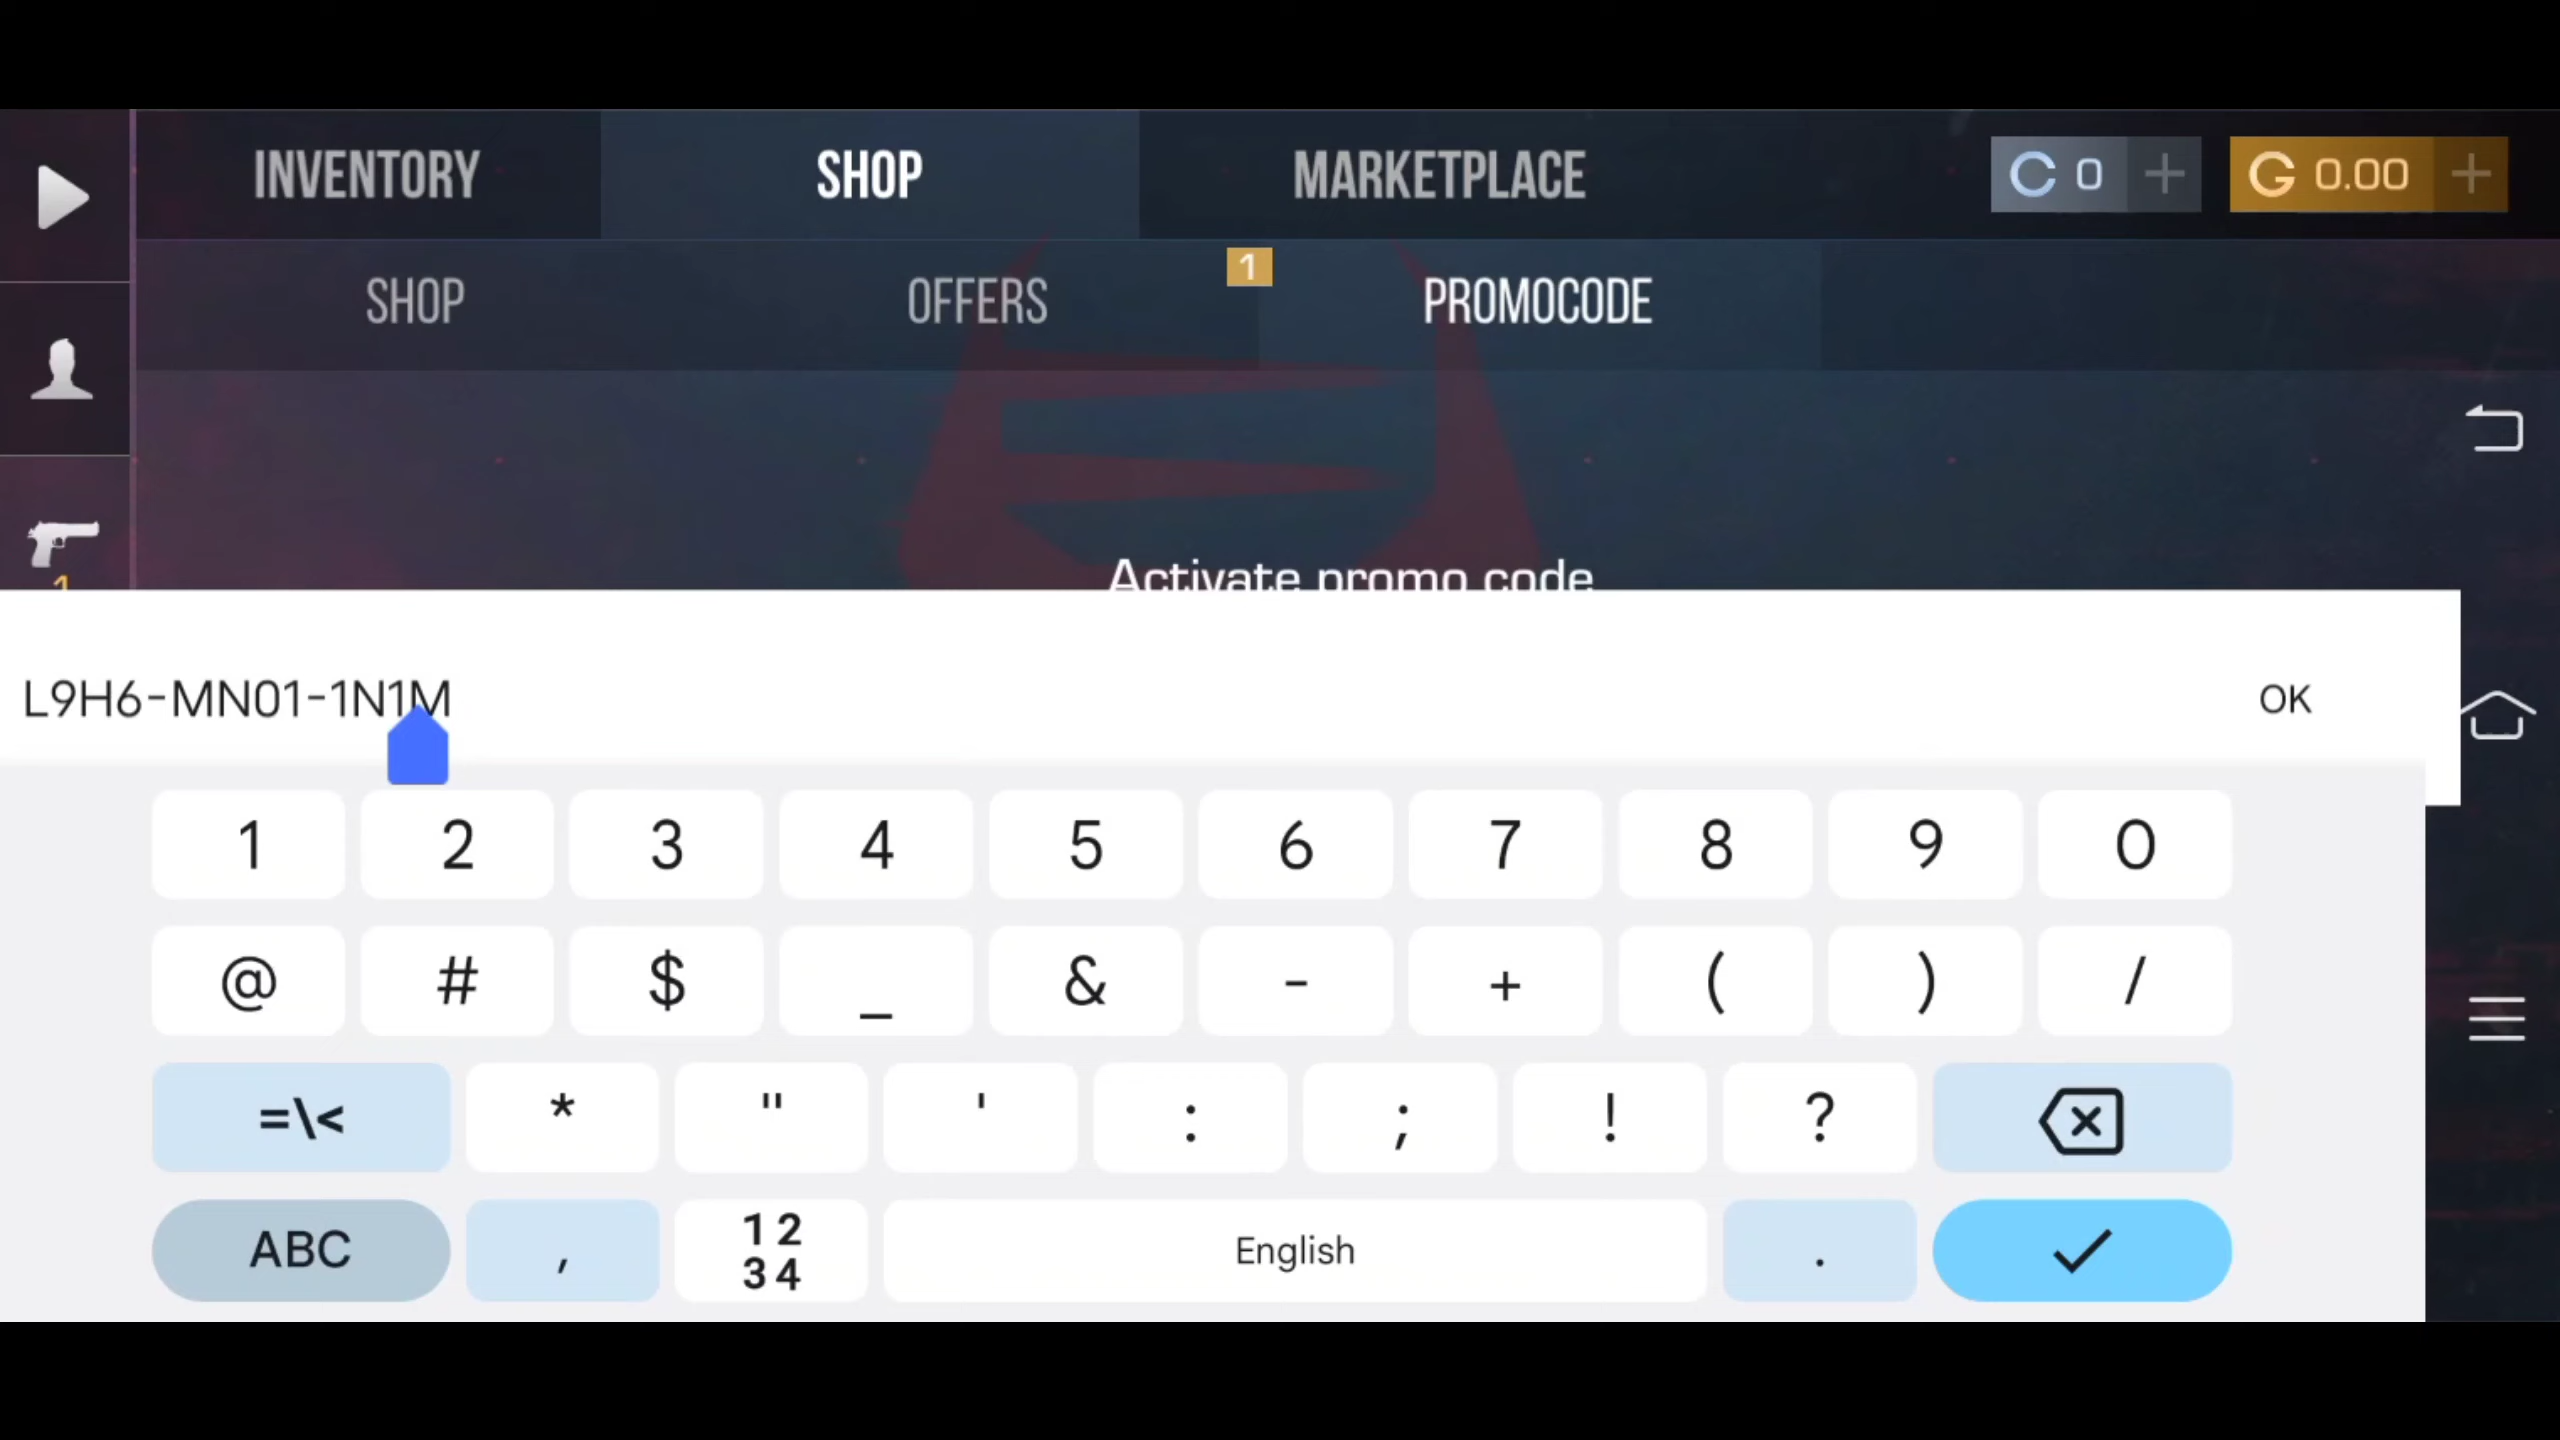 INVENTORY SHOP MARKETPLACE C 0 + G 0.00 +
1
SHOP OFFERS PROMOCODE
1
Activate promo code
L9H6-MN01-1N1M OK
1 2 3 4 5 6 7 8 9 0
@ # $ _ & - + ( ) /
=\< * " ' : ; ! ?
ABC , 12 English .
34